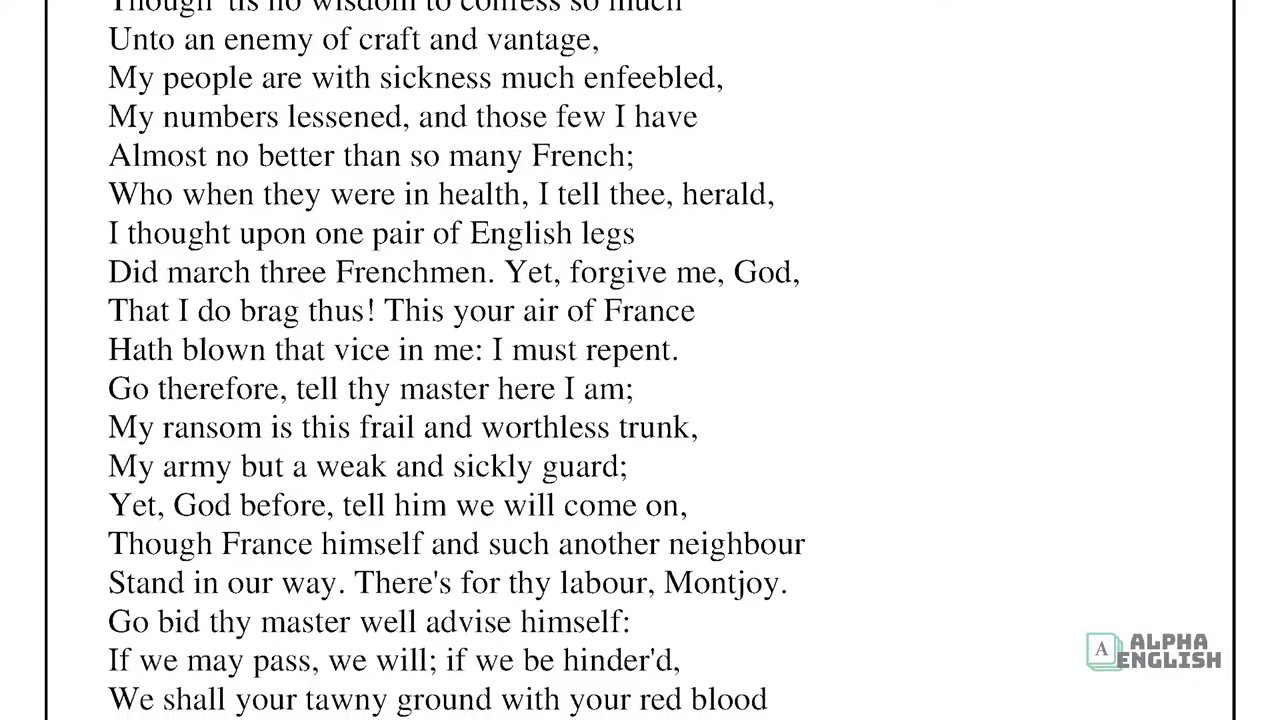 Though 'tis no wisdom to confess so much
Unto an enemy of craft and vantage,
My people are with sickness much enfeebled,
My numbers lessened, and those few I have
Almost no better than so many French;
Who when they were in health, I tell thee, herald,
I thought upon one pair of English legs
Did march three Frenchmen. Yet, forgive me, God,
That I do brag thus! This your air of France
Hath blown that vice in me: I must repent.
Go therefore, tell thy master here I am;
My ransom is this frail and worthless trunk,
My army but a weak and sickly guard;
Yet, God before, tell him we will come on,
Though France himself and such another neighbour
Stand in our way. There's for thy labour, Montjoy.
Go bid thy master well advise himself:
If we may pass, we will; if we be hinder'd,
We shall your tawny ground with your red blood
A ALPHA
ENGLISH